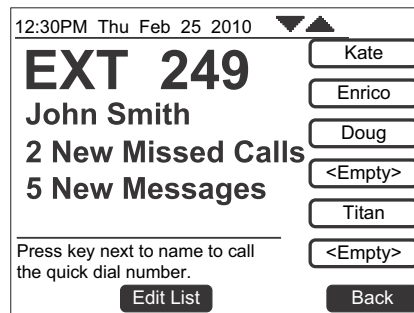 12:30PM Thu Feb 25 2010
EXT 249
John Smith
2 New Missed Calls
5 New Messages
Press key next to name to call
the quick dial number.
Kate
Enrico
Doug
<Empty>
Titan
<Empty>
Edit List
Back